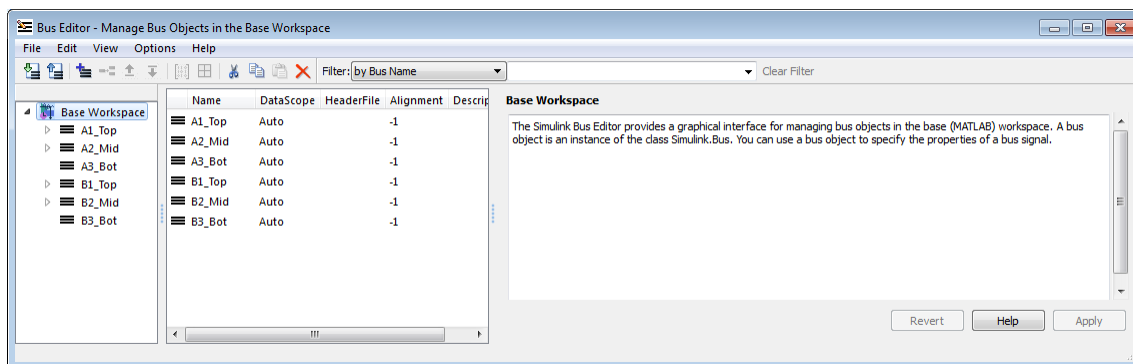 Bus Editor - Manage Bus Objects in the Base Workspace
File Edit View Options Help
Filter: by Bus Name Clear Filter
Base Workspace
A1_Top
A2_Mid
A3_Bot
B1_Top
B2_Mid
B3_Bot
Name DataScope HeaderFile Alignment Descrip
A1_Top Auto -1
A2_Mid Auto -1
A3_Bot Auto -1
B1_Top Auto -1
B2_Mid Auto -1
B3_Bot Auto -1
Base Workspace
The Simulink Bus Editor provides a graphical interface for managing bus objects in the base (MATLAB) workspace. A bus
object is an instance of the class Simulink.Bus. You can use a bus object to specify the properties of a bus signal.
Revert Help Apply